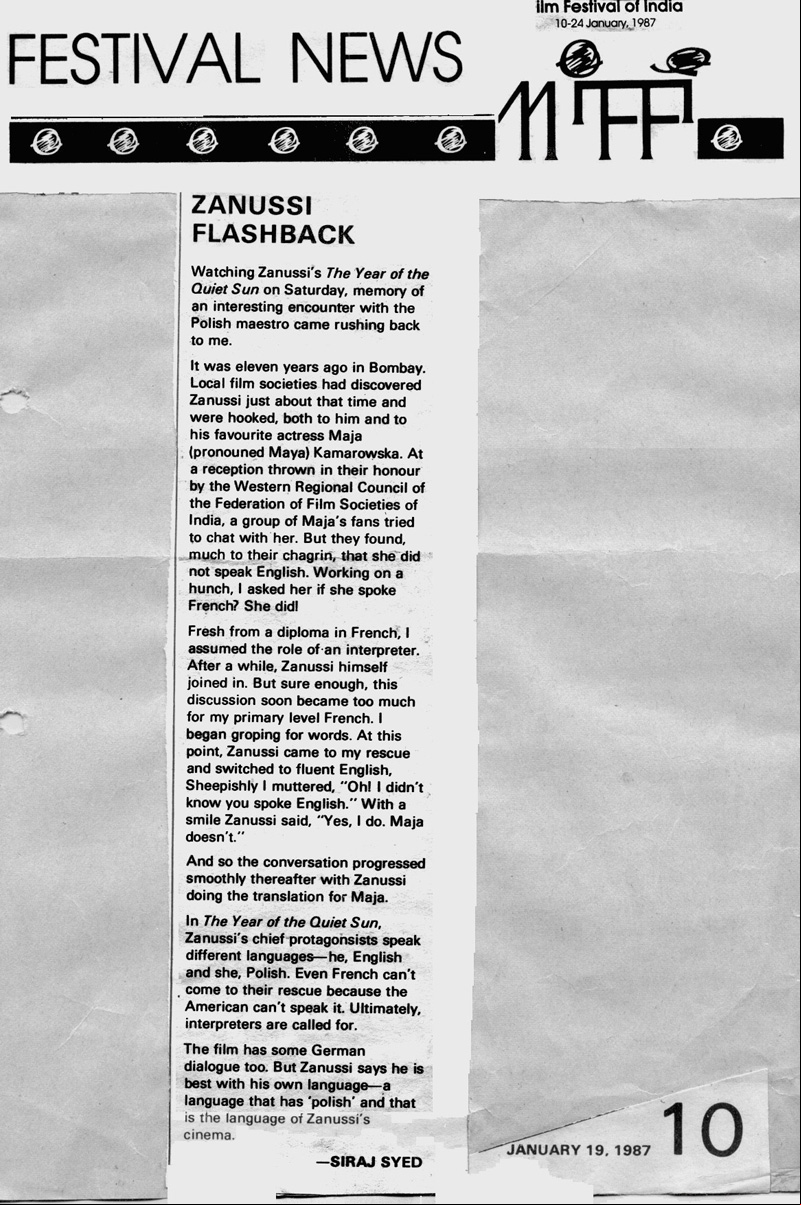 ilm Festival of India
10-24 January, 1987
FESTIVAL NEWS
MIFFI
ZANUSSI
FLASHBACK
Watching Zanussi's The Year of the
Quiet Sun on Saturday, memory of
an interesting encounter with the
Polish maestro came rushing back
to me.
It was eleven years ago in Bombay.
Local film societies had discovered
Zanussi just about that time and
were hooked, both to him and to
his favourite actress Maja
(pronouned Maya) Kamarowska. At
a reception thrown in their honour
by the Western Regional Council of
the Federation of Film Societies of
India, a group of Maja's fans tried
to chat with her. But they found,
much to their chagrin, that she did
not speak English. Working on a
hunch, I asked her if she spoke
French? She did!
Fresh from a diploma in French, I
assumed the role of an interpreter.
After a while, Zanussi himself
joined in. But sure enough, this
discussion soon became too much
for my primary level French. I
began groping for words. At this
point, Zanussi came to my rescue
and switched to fluent English,
Sheepishly I muttered, "Oh! I didn't
know you spoke English." With a
smile Zanussi said, "Yes, I do. Maja
doesn't."
And so the conversation progressed
smoothly thereafter with Zanussi
doing the translation for Maja.
In The Year of the Quiet Sun,
Zanussi's chief protagonsists speak
different languages—he, English
and she, Polish. Even French can't
come to their rescue because the
American can't speak it. Ultimately,
interpreters are called for.
The film has some German
dialogue too. But Zanussi says he is
best with his own language—a
language that has 'polish' and that
is the language of Zanussi's
cinema.
—SIRAJ SYED
JANUARY 19, 1987 10